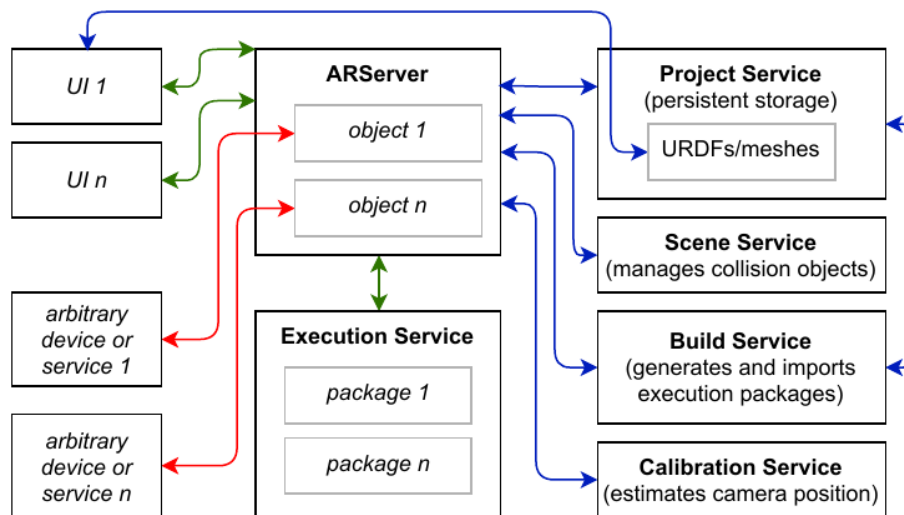 UI 1
UI n
arbitrary
device or
service 1
arbitrary
device or
service n
ARServer
object 1
object n
Execution Service
package 1
package n
Project Service
(persistent storage)
URDFs/meshes
Scene Service
(manages collision objects)
Build Service
(generates and imports
execution packages)
Calibration Service
(estimates camera position)